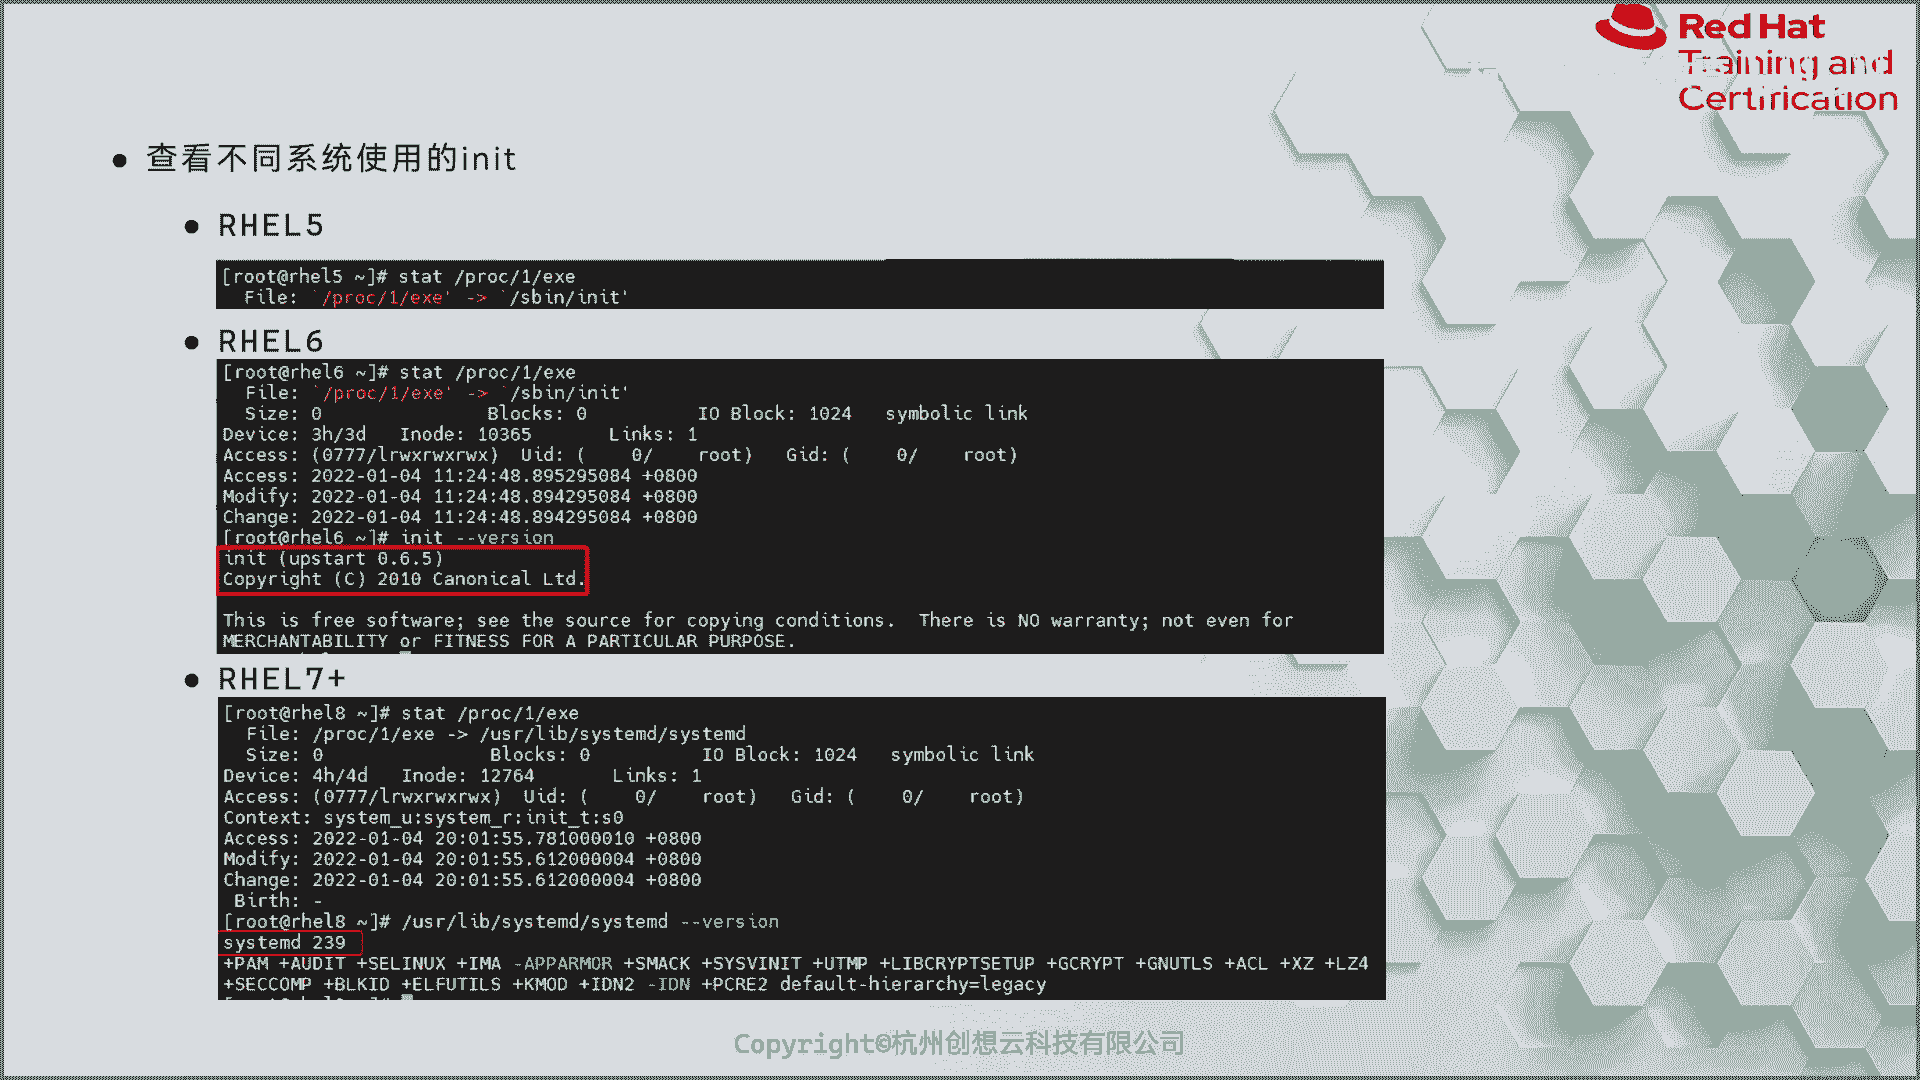 Red Hat
Training and
Certification
• 查看不同系统使用的init
• RHEL5
[root@rhel5 ~]# stat /proc/1/exe
  File: `/proc/1/exe' -> `/sbin/init'
• RHEL6
[root@rhel6 ~]# stat /proc/1/exe
  File: `/proc/1/exe' -> `/sbin/init'
  Size: 0               Blocks: 0          IO Block: 1024   symbolic link
Device: 3h/3d   Inode: 10365       Links: 1
Access: (0777/lrwxrwxrwx)  Uid: (    0/    root)   Gid: (    0/    root)
Access: 2022-01-04 11:24:48.895295084 +0800
Modify: 2022-01-04 11:24:48.894295084 +0800
Change: 2022-01-04 11:24:48.894295084 +0800
[root@rhel6 ~]# init --version
init (upstart 0.6.5)
Copyright (C) 2010 Canonical Ltd.
This is free software; see the source for copying conditions.  There is NO warranty; not even for
MERCHANTABILITY or FITNESS FOR A PARTICULAR PURPOSE.
• RHEL7+
[root@rhel8 ~]# stat /proc/1/exe
  File: /proc/1/exe -> /usr/lib/systemd/systemd
  Size: 0               Blocks: 0          IO Block: 1024   symbolic link
Device: 4h/4d   Inode: 12764       Links: 1
Access: (0777/lrwxrwxrwx)  Uid: (    0/    root)   Gid: (    0/    root)
Context: system_u:system_r:init_t:s0
Access: 2022-01-04 20:01:55.781000010 +0800
Modify: 2022-01-04 20:01:55.612000004 +0800
Change: 2022-01-04 20:01:55.612000004 +0800
 Birth: -
[root@rhel8 ~]# /usr/lib/systemd/systemd --version
systemd 239
+PAM +AUDIT +SELINUX +IMA -APPARMOR +SMACK +SYSVINIT +UTMP +LIBCRYPTSETUP +GCRYPT +GNUTLS +ACL +XZ +LZ4
+SECCOMP +BLKID +ELFUTILS +KMOD +IDN2 -IDN +PCRE2 default-hierarchy=legacy
Copyright©杭州创想云科技有限公司